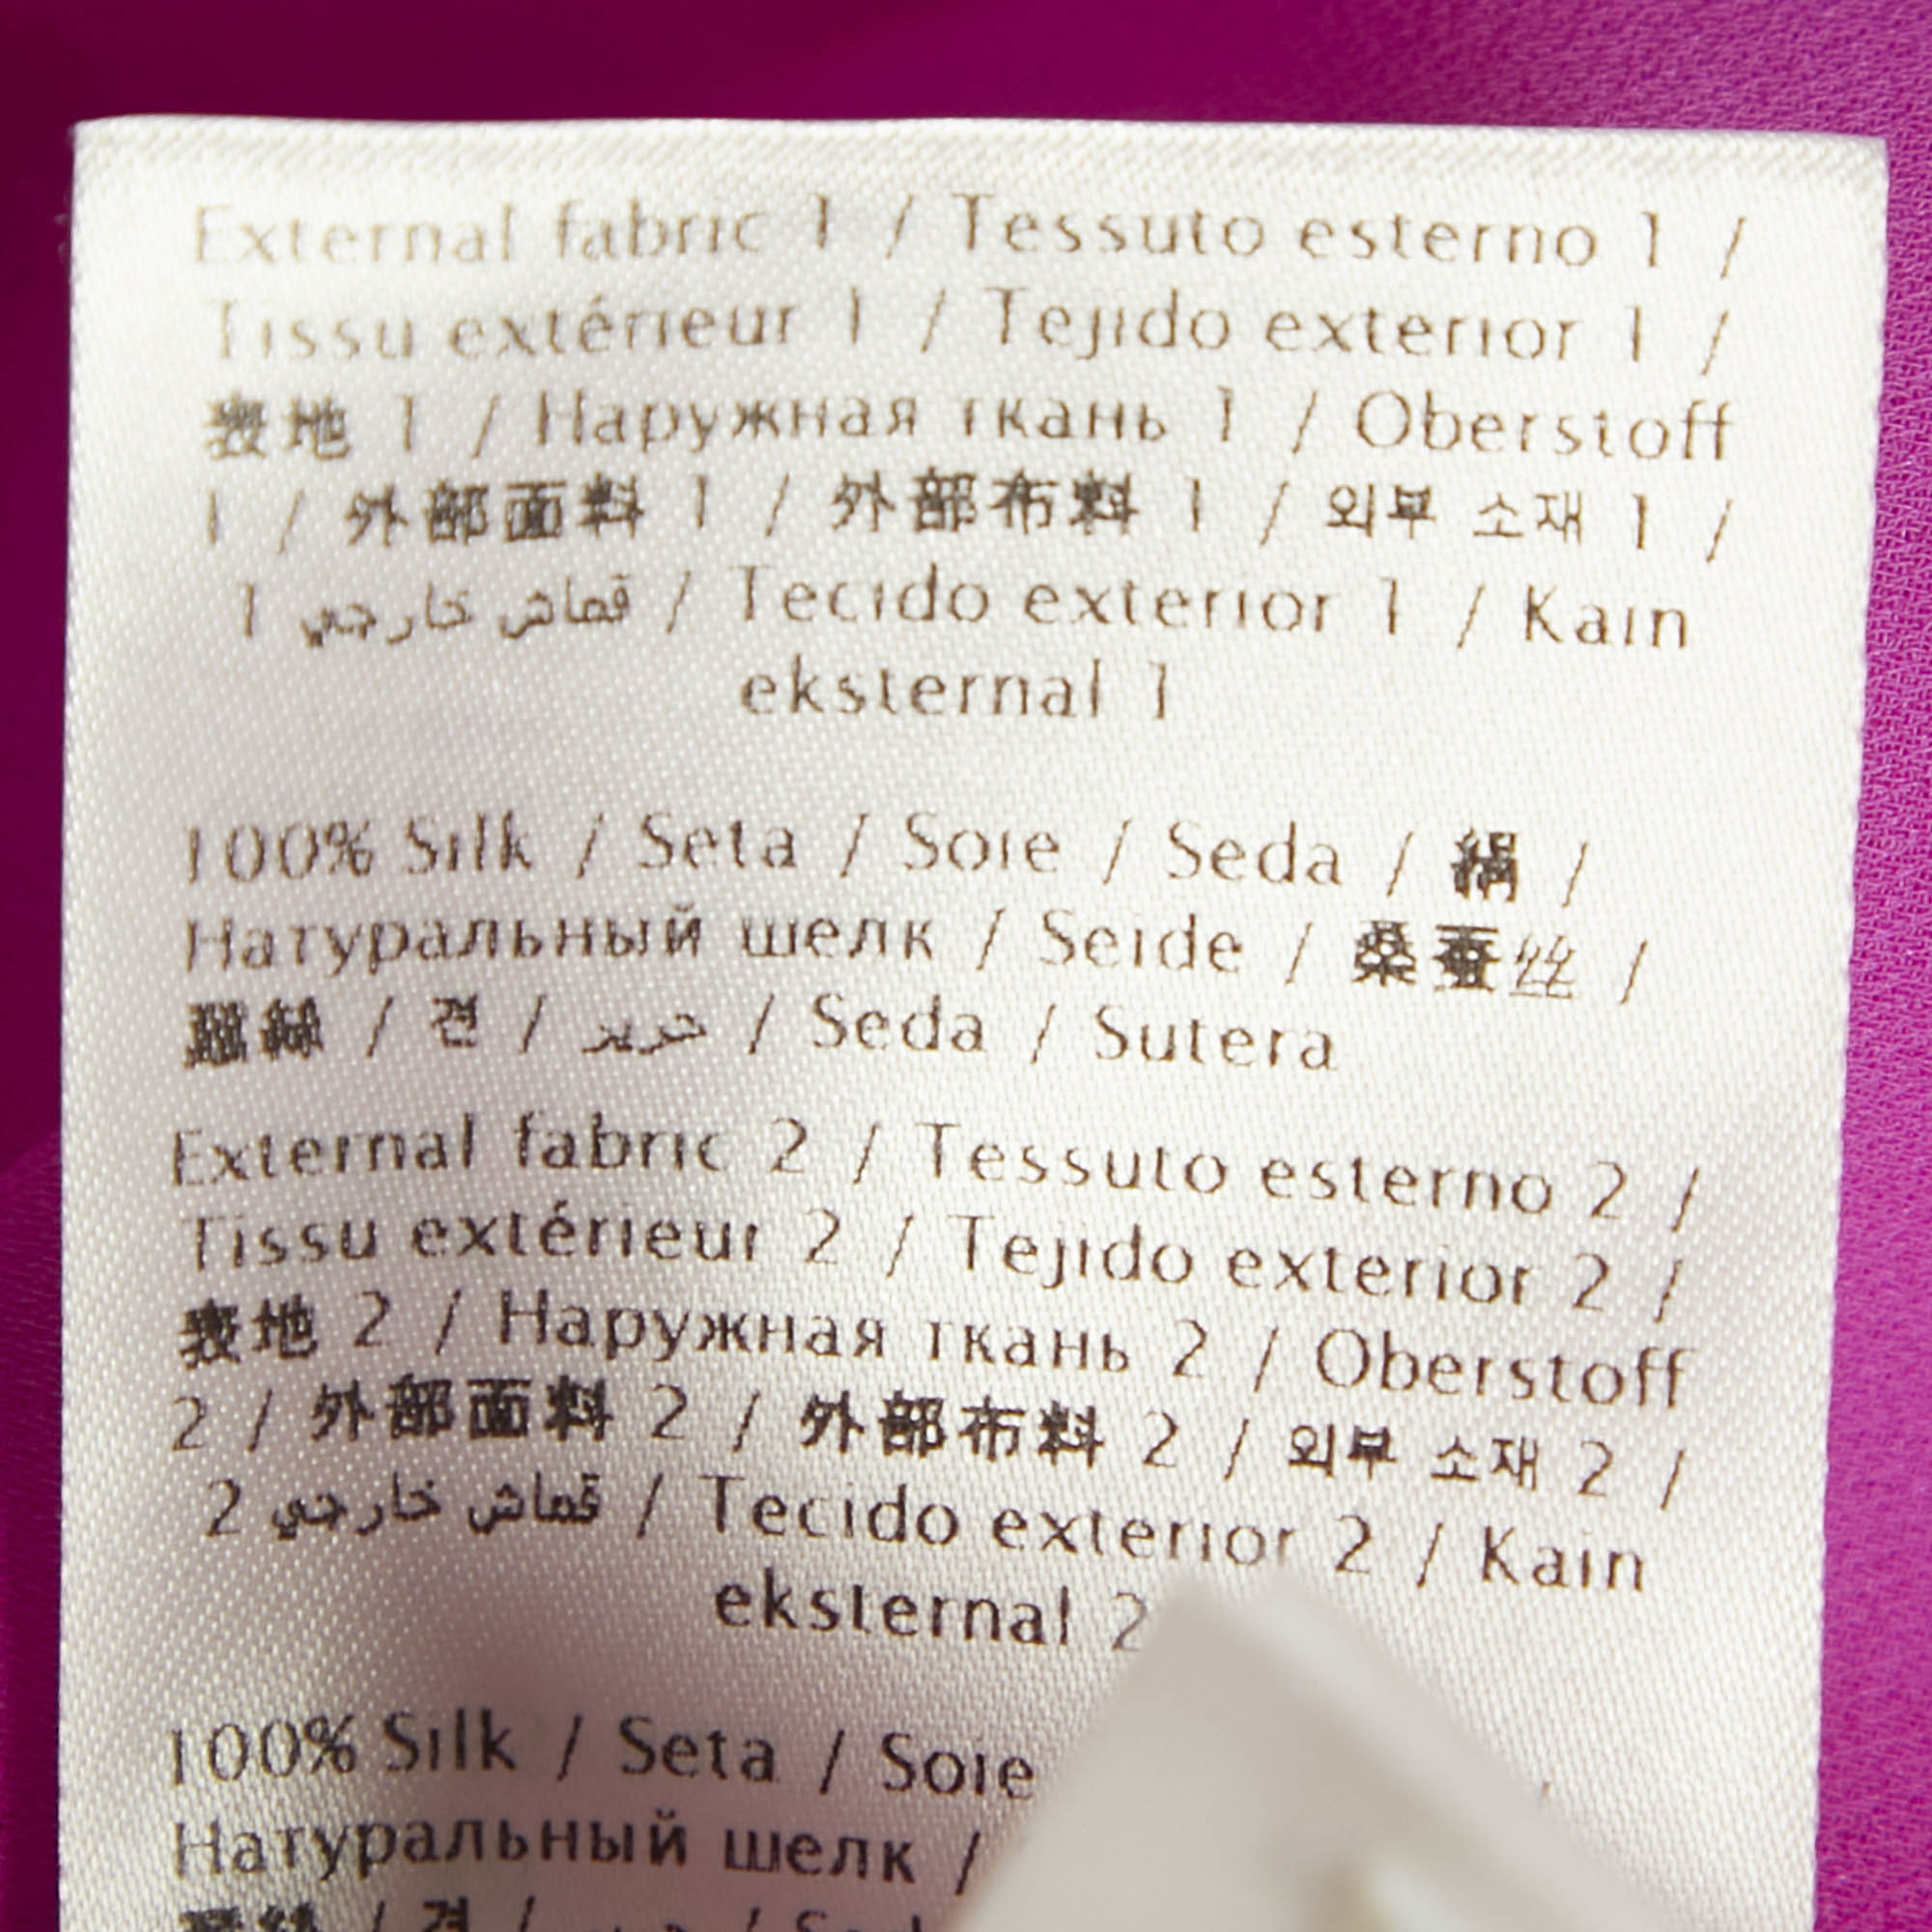 External fabric 1 / Tessuto esterno 1 /
Tissu extérieur 1 / Tejido exterior 1 /
表地 1 / Наружная ткань 1 / Oberstoff
1 / 外部面料 1 / 外部布料 1 / 외부 소재 1 /
قماش خارجي 1 / Tecido exterior 1 / Kain
eksternal 1
100% Silk / Seta / Soie / Seda / 絹 /
Натуральный шелк / Seide / 桑蚕丝 /
蠶絲 / 견 / حرير / Seda / Sutera
External fabric 2 / Tessuto esterno 2 /
Tissu extérieur 2 / Tejido exterior 2 /
表地 2 / Наружная ткань 2 / Oberstoff
2 / 外部面料 2 / 外部布料 2 / 외부 소재 2 /
قماش خارجي 2 / Tecido exterior 2 / Kain
eksternal 2
100% Silk / Seta / Soie
Натуральный шелк /